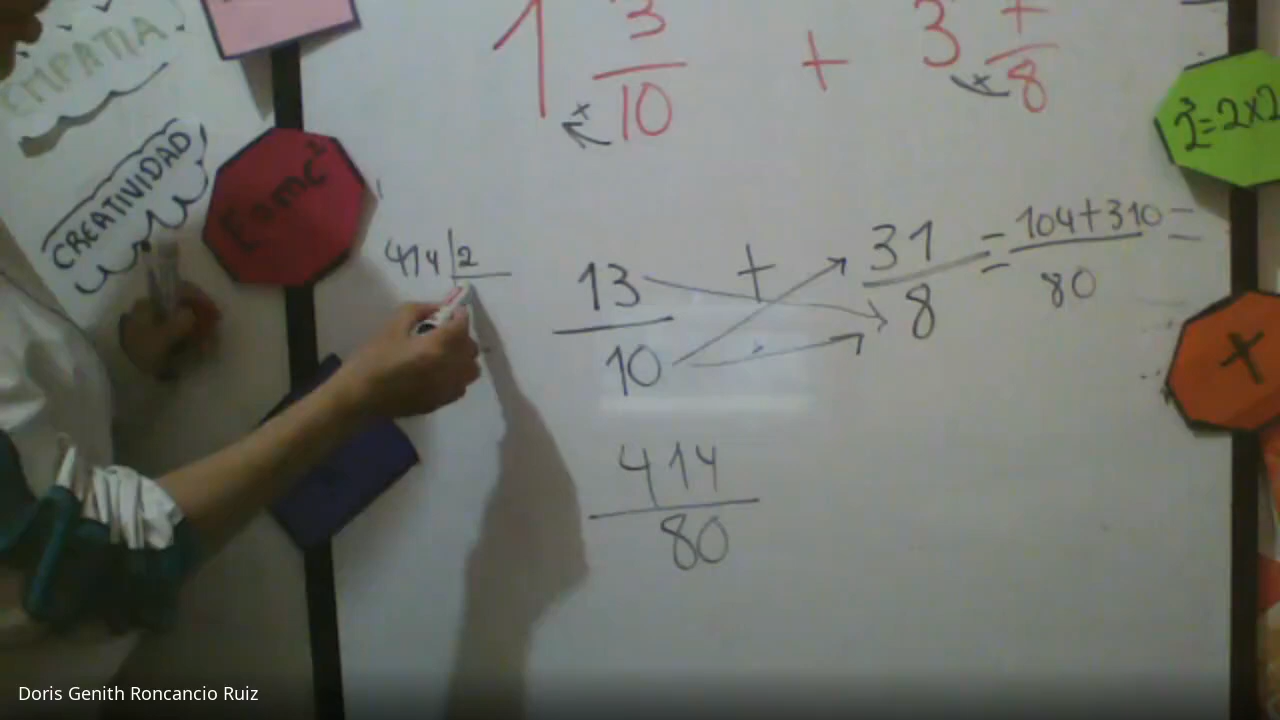 EMPATIA
CREATIVIDAD
E=mc²
1 3/10 + 3 7/8
x
x
2³=2x2
414 | 2
13/10 + 31/8 = 104+310/80 =
414/80
X
Doris Genith Roncancio Ruiz